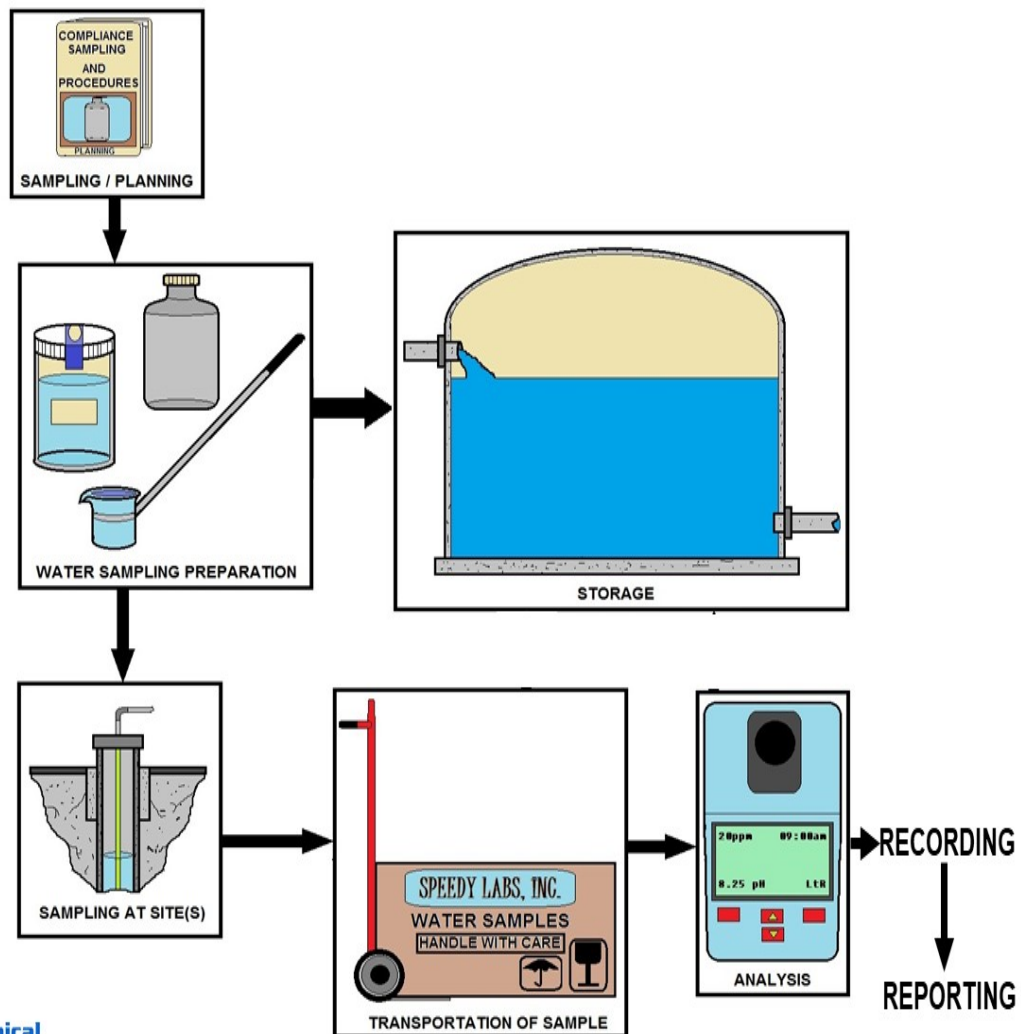 COMPLIANCE
SAMPLING
AND
PROCEDURES
PLANNING
SAMPLING / PLANNING
WATER SAMPLING PREPARATION
STORAGE
SAMPLING AT SITE(S)
SPEEDY LABS, INC.
WATER SAMPLES
HANDLE WITH CARE
TRANSPORTATION OF SAMPLE
20ppm 09:00am
8.25 pH LtR
ANALYSIS
RECORDING
REPORTING